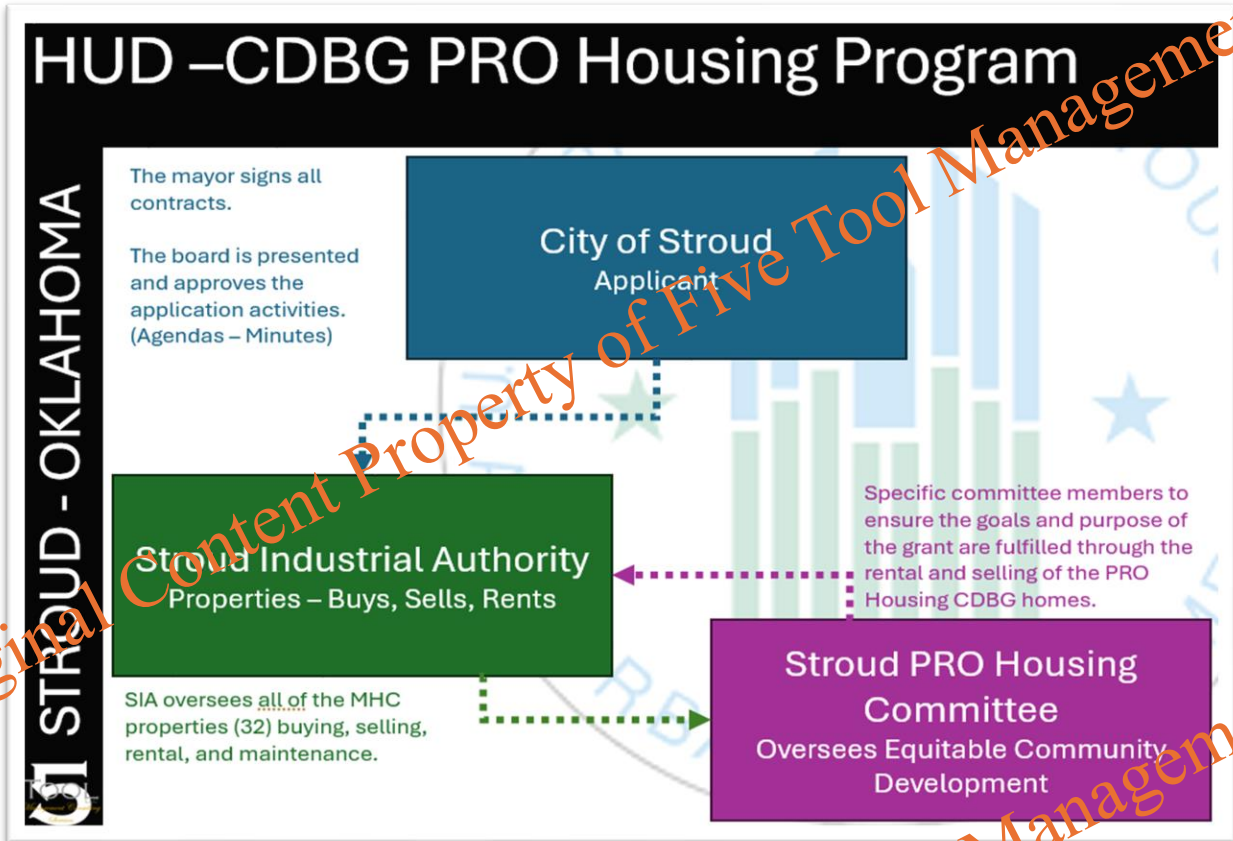 HUD –CDBG PRO Housing Program
STROUD - OKLAHOMA
The mayor signs all
contracts.
The board is presented
and approves the
application activities.
(Agendas – Minutes)
City of Stroud
Applicant
Stroud Industrial Authority
Properties – Buys, Sells, Rents
SIA oversees all of the MHC
properties (32) buying, selling,
rental, and maintenance.
Specific committee members to
ensure the goals and purpose of
the grant are fulfilled through the
rental and selling of the PRO
Housing CDBG homes.
Stroud PRO Housing
Committee
Oversees Equitable Community
Development
ginal Content Property of Five Tool Manageme
Managem
TOOL